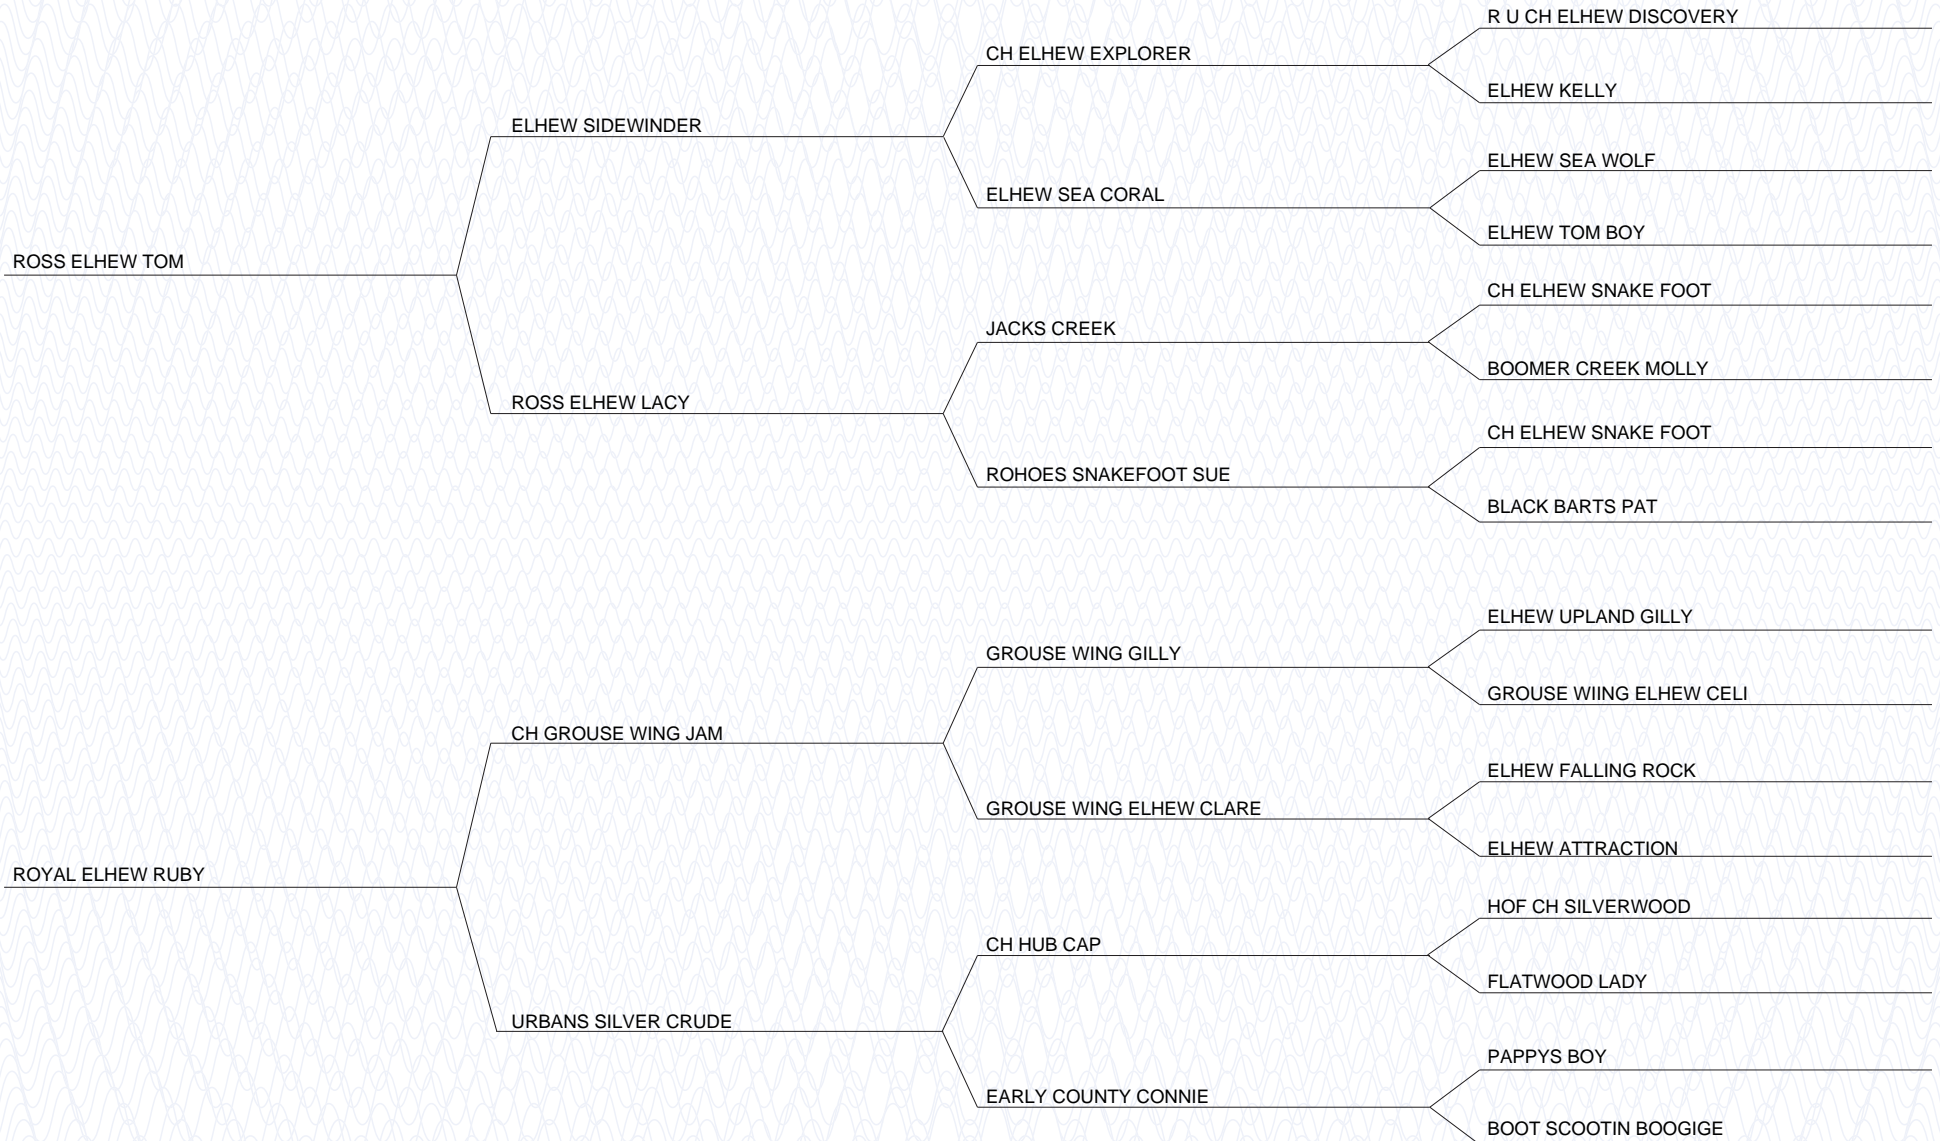 R U CH ELHEW DISCOVERY
CH ELHEW EXPLORER
ELHEW KELLY
ELHEW SIDEWINDER
ELHEW SEA WOLF
ELHEW SEA CORAL
ELHEW TOM BOY
ROSS ELHEW TOM
CH ELHEW SNAKE FOOT
JACKS CREEK
BOOMER CREEK MOLLY
ROSS ELHEW LACY
CH ELHEW SNAKE FOOT
ROHOES SNAKEFOOT SUE
BLACK BARTS PAT
ELHEW UPLAND GILLY
GROUSE WING GILLY
GROUSE WIING ELHEW CELI
CH GROUSE WING JAM
ELHEW FALLING ROCK
GROUSE WING ELHEW CLARE
ELHEW ATTRACTION
ROYAL ELHEW RUBY
HOF CH SILVERWOOD
CH HUB CAP
FLATWOOD LADY
URBANS SILVER CRUDE
PAPPYS BOY
EARLY COUNTY CONNIE
BOOT SCOOTIN BOOGIGE